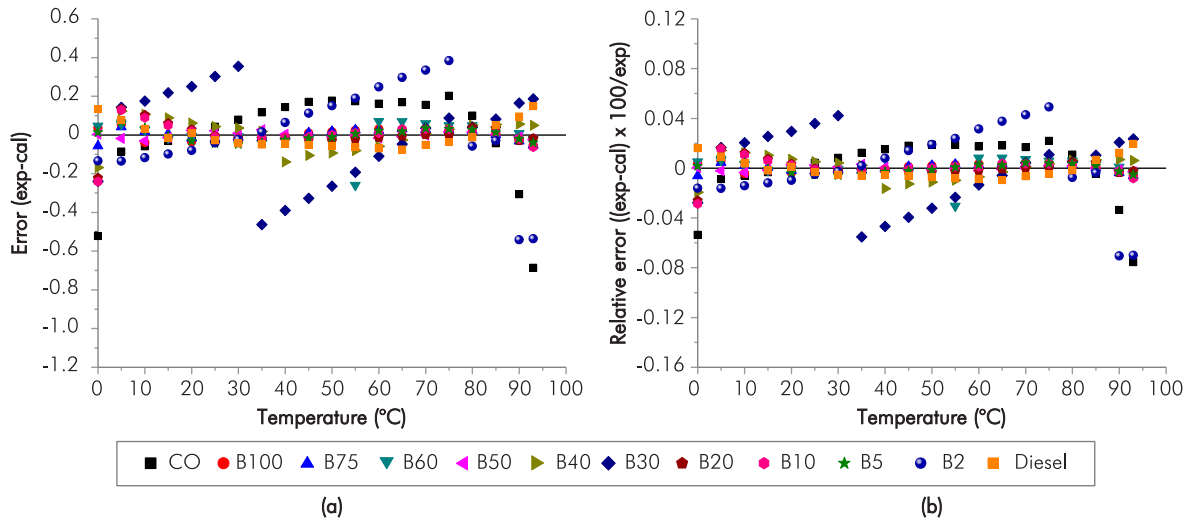 0.6
0.4
0.2
0
-0.2
-0.4
-0.6
-0.8
-1.0
-1.2
Error (exp-cal)
0 10 20 30 40 50 60 70 80 90 100
Temperature (°C)
0.12
0.08
0.04
0
-0.04
-0.08
-0.12
-0.16
Relative error ((exp-cal) x 100/exp)
0 10 20 30 40 50 60 70 80 90 100
Temperature (°C)
CO B100 B75 B60 B50 B40 B30 B20 B10 B5 B2 Diesel
(a) (b)